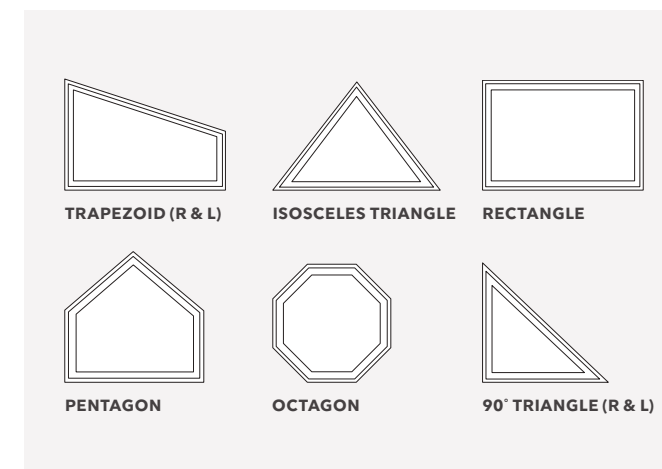 TRAPEZOID (R & L) ISOSCELES TRIANGLE RECTANGLE
PENTAGON OCTAGON 90° TRIANGLE (R & L)